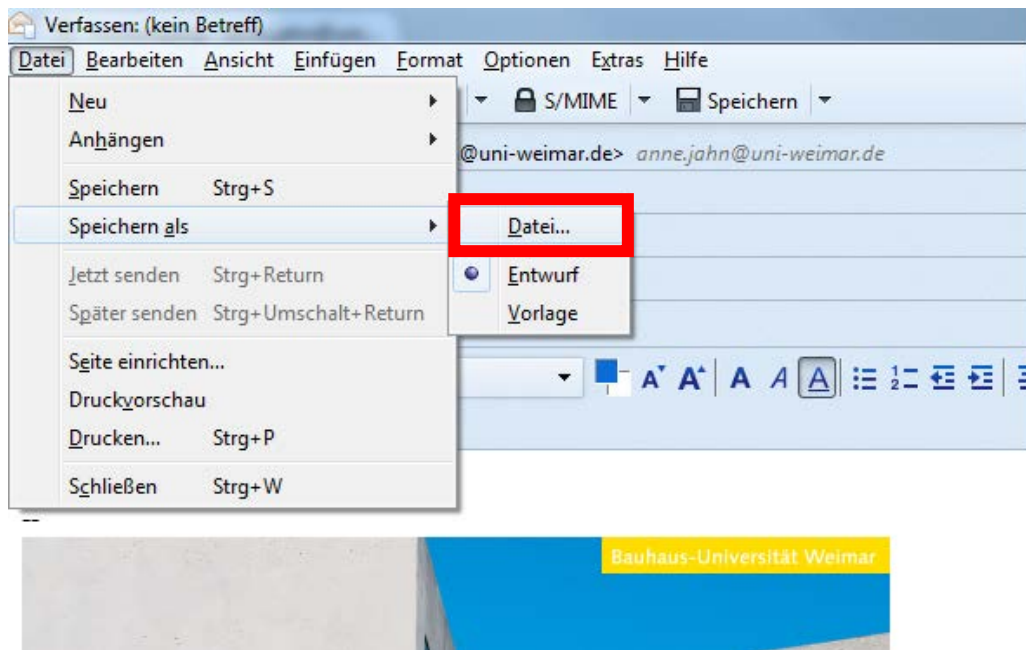 Verfassen: (kein Betreff)
Datei Bearbeiten Ansicht Einfügen Format Optionen Extras Hilfe
Neu
S/MIME Speichern
Anhängen
@uni-weimar.de> anne.jahn@uni-weimar.de
Speichern Strg+S
Speichern als
Datei...
Jetzt senden Strg+Return
Entwurf
Später senden Strg+Umschalt+Return
Vorlage
Seite einrichten...
Druckvorschau
Drucken... Strg+P
Schließen Strg+W
--
Bauhaus-Universität Weimar